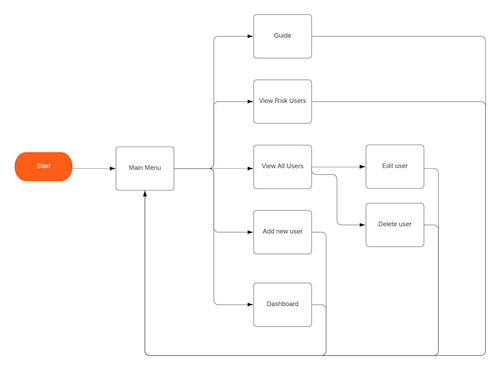 Guide
View Risk Users
Start
Main Menu
View All Users
Edit user
Delete user
Add new user
Dashboard